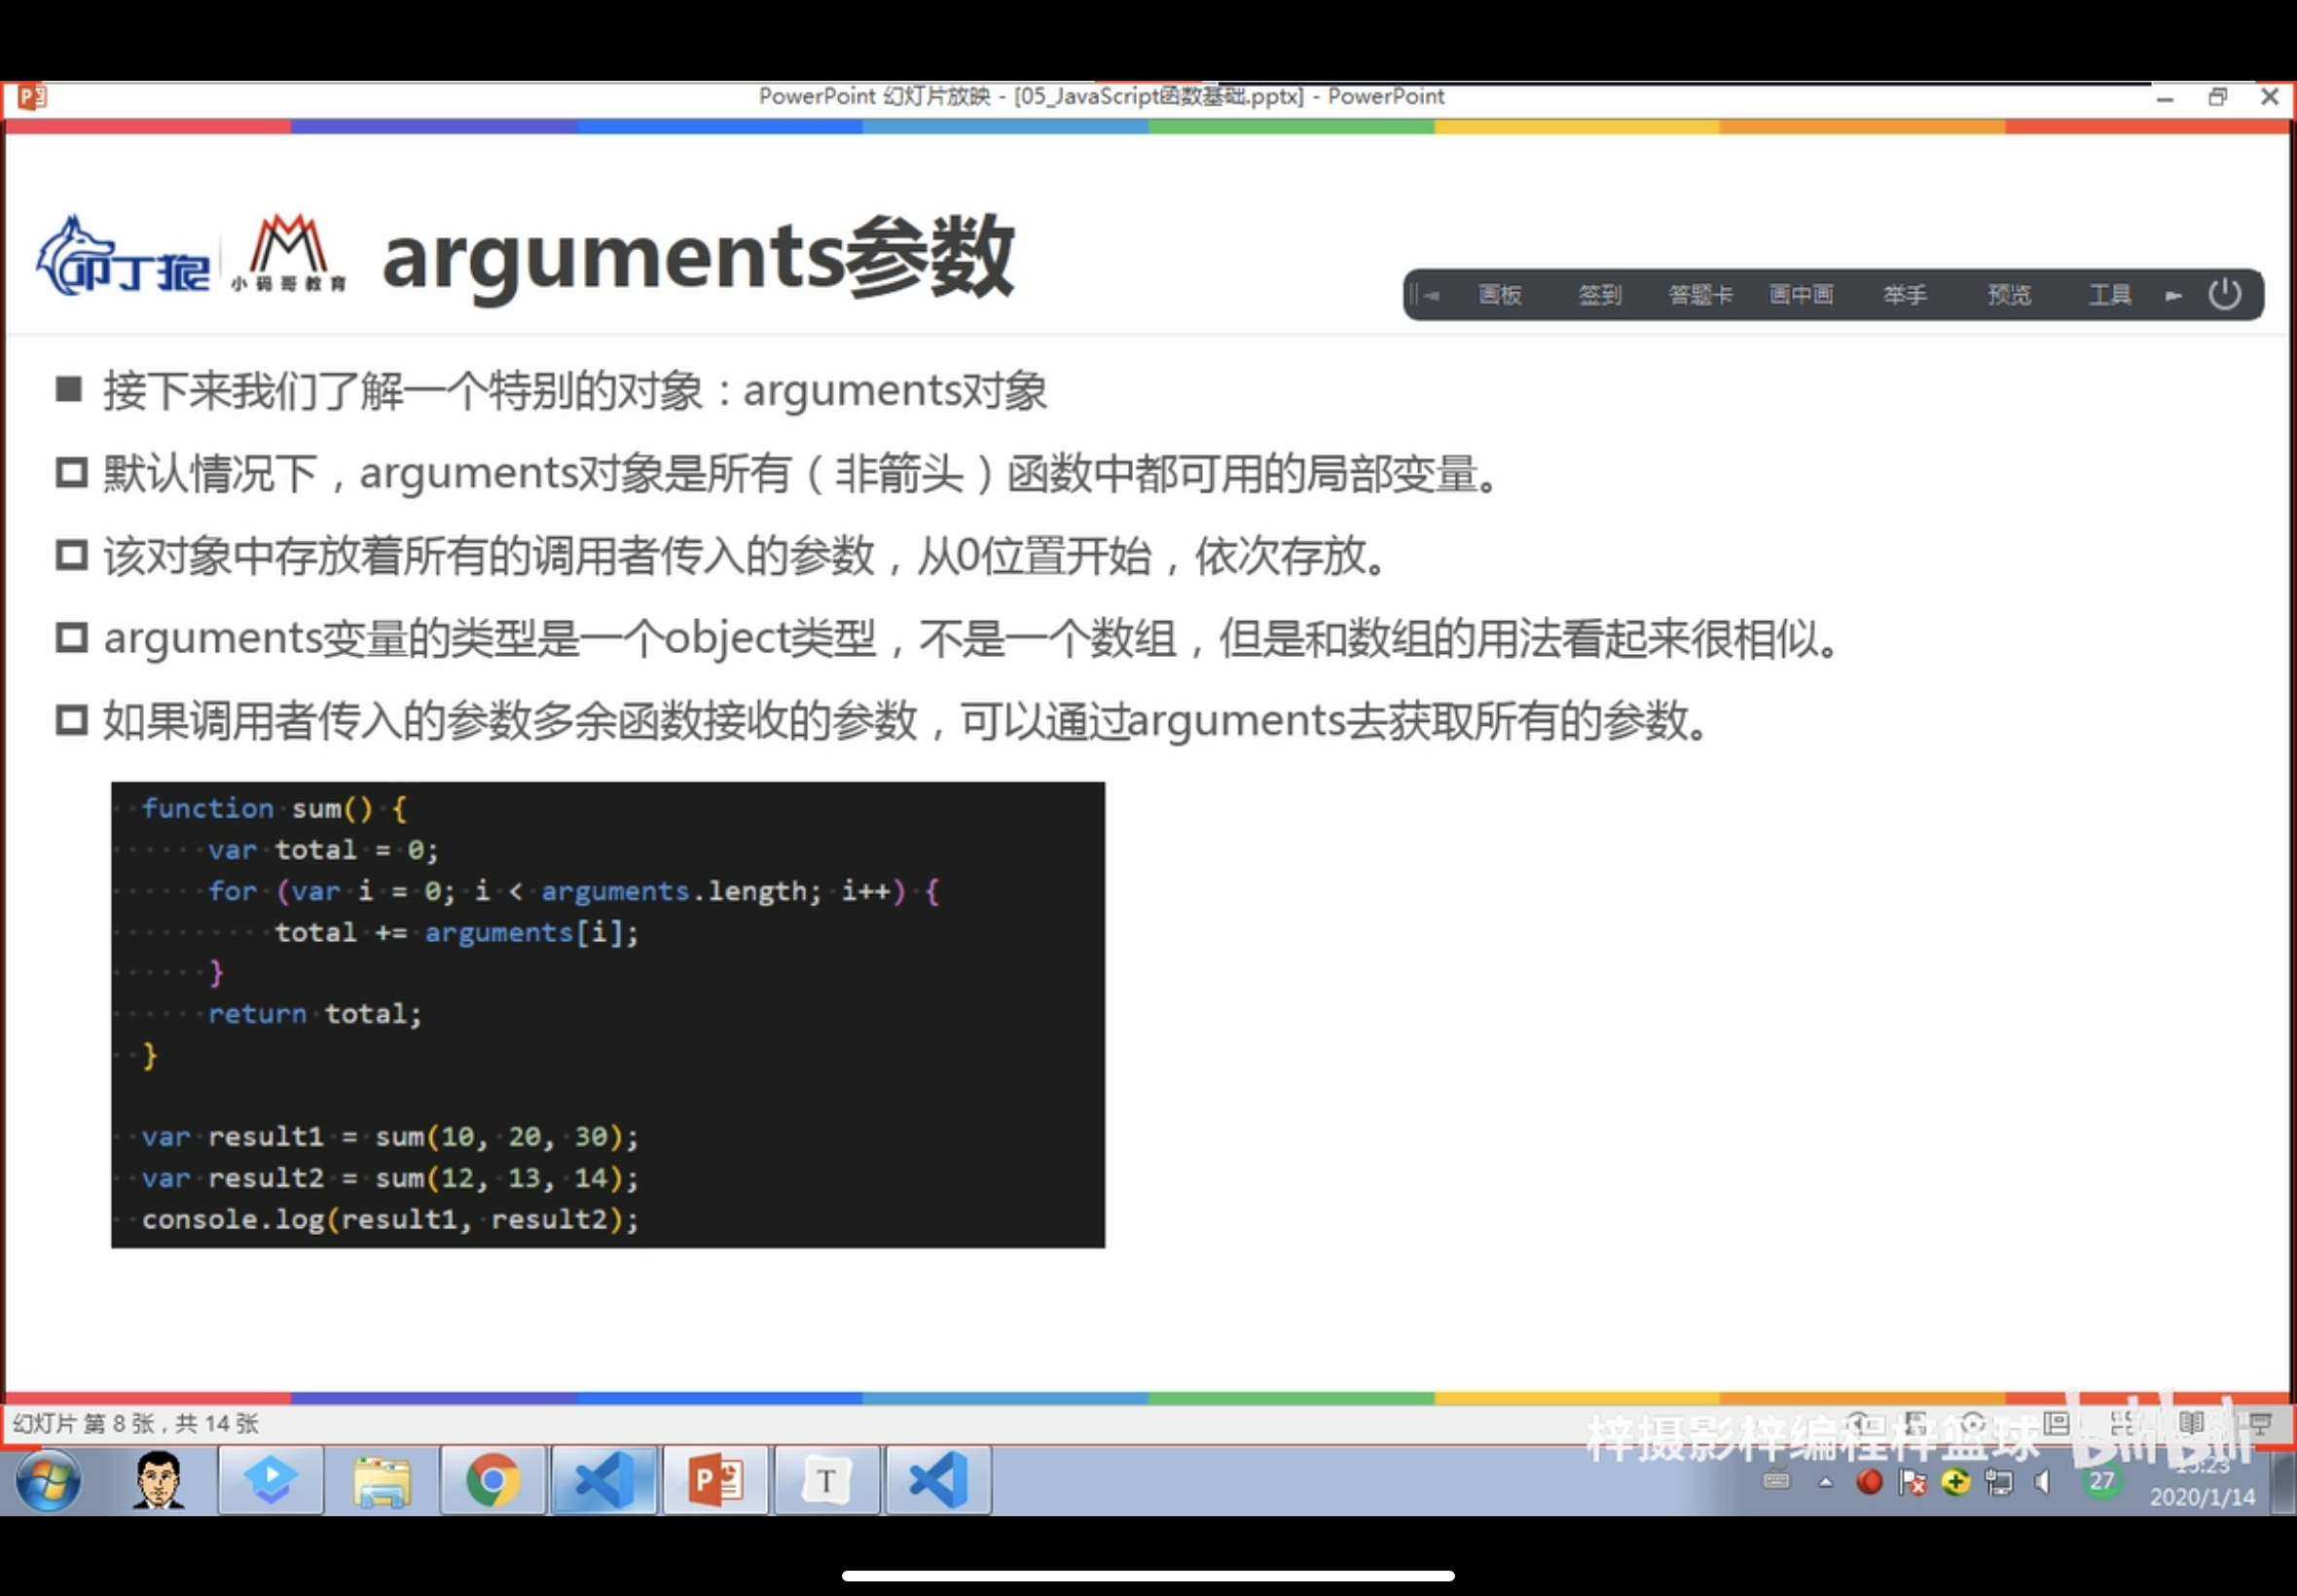 PowerPoint 幻灯片放映 - [05_JavaScript函数基础.pptx] - PowerPoint
叩丁狼
小码哥教育
arguments参数
画板 签到 答题卡 画中画 举手 预览 工具
接下来我们了解一个特别的对象：arguments对象
默认情况下，arguments对象是所有（非箭头）函数中都可用的局部变量。
该对象中存放着所有的调用者传入的参数，从0位置开始，依次存放。
arguments变量的类型是一个object类型，不是一个数组，但是和数组的用法看起来很相似。
如果调用者传入的参数多余函数接收的参数，可以通过arguments去获取所有的参数。
function sum() {
var total = 0;
for (var i = 0; i < arguments.length; i++) {
total += arguments[i];
}
return total;
}
var result1 = sum(10, 20, 30);
var result2 = sum(12, 13, 14);
console.log(result1, result2);
幻灯片 第 8 张，共 14 张
梓摄影梓编程梓篮球
bilibili
T
27
2020/1/14